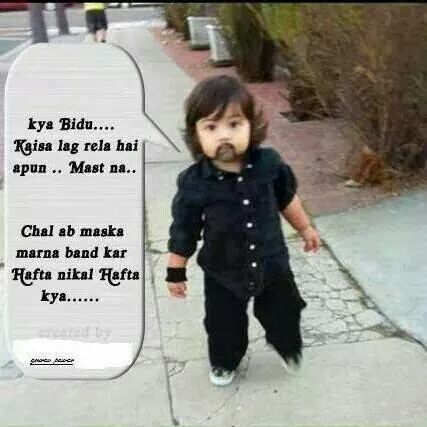 kya Bidu....
Kaisa lag rela hai
apun .. Mast na..
Chal ab maska
marna band kar
Hafta nikal Hafta
kya......
created by